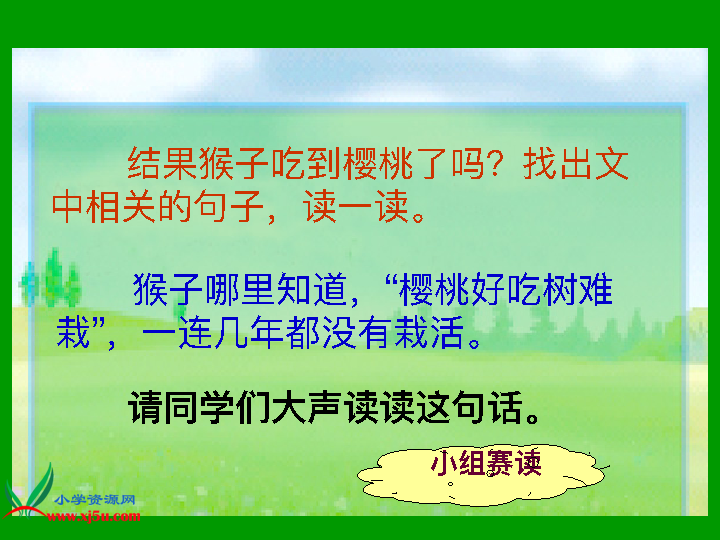 结果猴子吃到樱桃了吗？找出文
中相关的句子，读一读。
猴子哪里知道，“樱桃好吃树难
栽”，一连几年都没有栽活。
请同学们大声读读这句话。
小组赛读
小学资源网
www.xj5u.com